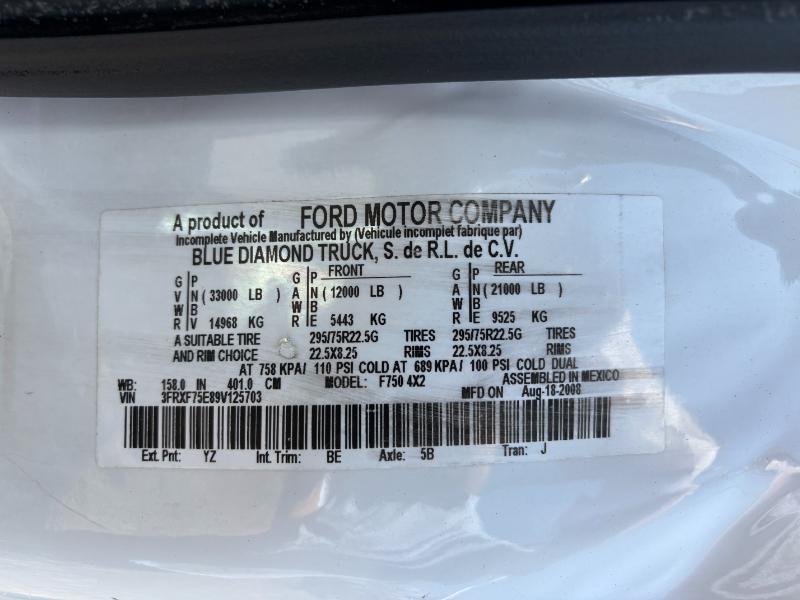 A product of FORD MOTOR COMPANY
Incomplete Vehicle Manufactured by (Vehicule incomplet fabrique par)
BLUE DIAMOND TRUCK, S. de R.L. de C.V.
G P G P FRONT G P REAR
V N ( 33000 LB ) A N ( 12000 LB ) A N ( 21000 LB )
W B W B W B
R V 14968 KG R E 5443 KG R E 9525 KG
A SUITABLE TIRE 295/75R22.5G TIRES 295/75R22.5G
AND RIM CHOICE 22.5X8.25 RIMS 22.5X8.25
AT 758 KPA/ 110 PSI COLD AT 689 KPA/ 100 PSI COLD DUAL
WB: 158.0 IN 401.0 CM MODEL: F750 4X2 ASSEMBLED IN MEXICO
VIN 3FRXF75E89V125703 MFD ON Aug-18-2008
Ext. Pnt: YZ Int. Trim: BE Axle: 5B Tran: J